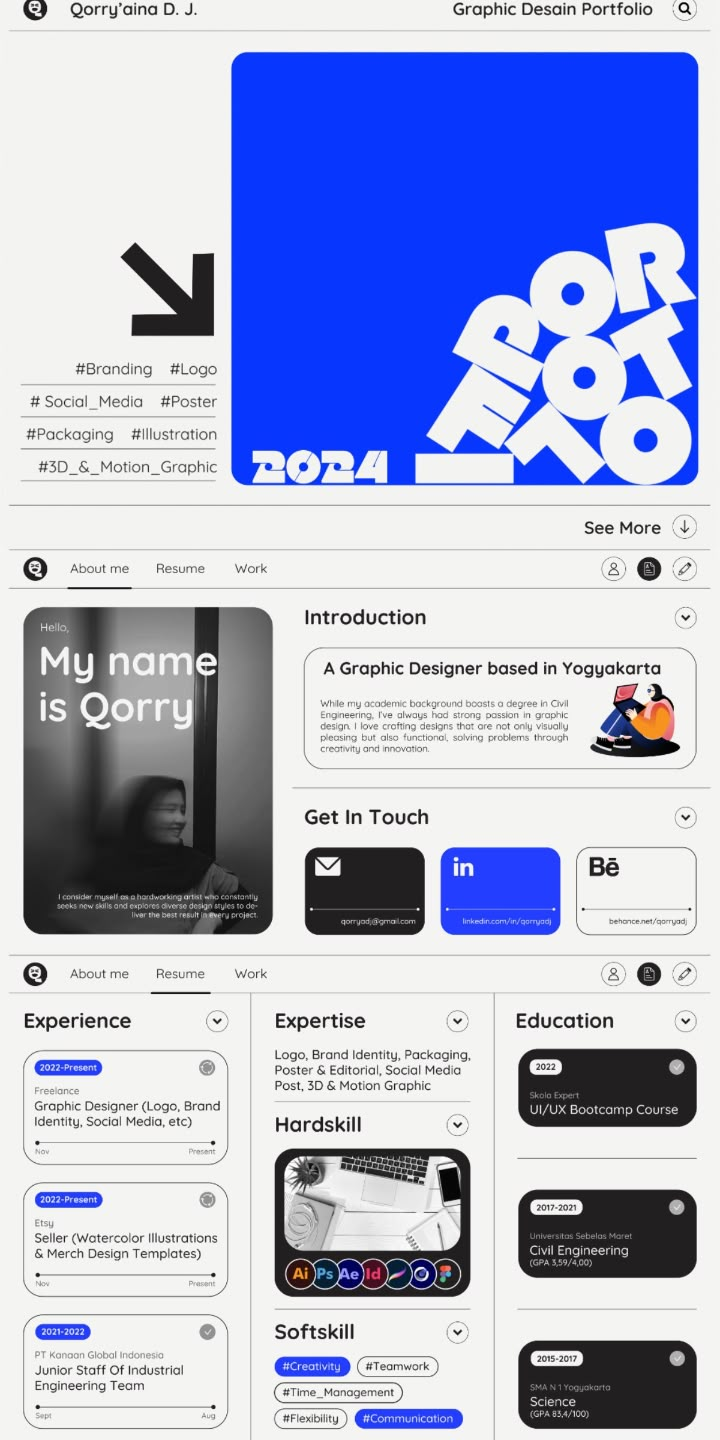 Qorry'aina D. J.
Graphic Desain Portfolio
#Branding #Logo
# Social_Media #Poster
#Packaging #Illustration
#3D_&_Motion_Graphic
PORTOTLIO
2024
See More
About me Resume Work
Hello,
My name
is Qorry
I consider myself as a hardworking artist who constantly
seeks new skills and explores diverse design styles to de-
liver the best result in every project.
Introduction
A Graphic Designer based in Yogyakarta
While my academic background boasts a degree in Civil
Engineering, I've always had strong passion in graphic
design. I love crafting designs that are not only visually
pleasing but also functional, solving problems through
creativity and innovation.
Get In Touch
qorryadj@gmail.com
in
linkedin.com/in/qorryadj
Bē
behance.net/qorryadj
About me Resume Work
Experience
2022-Present
Freelance
Graphic Designer (Logo, Brand
Identity, Social Media, etc)
Nov Present
2022-Present
Etsy
Seller (Watercolor Illustrations
& Merch Design Templates)
Nov Present
2021-2022
PT Kanaan Global Indonesia
Junior Staff Of Industrial
Engineering Team
Sept Aug
Expertise
Logo, Brand Identity, Packaging,
Poster & Editorial, Social Media
Post, 3D & Motion Graphic
Hardskill
Ai Ps Ae Id
Softskill
#Creativity #Teamwork
#Time_Management
#Flexibility #Communication
Education
2022
Skola Expert
UI/UX Bootcamp Course
2017-2021
Universitas Sebelas Maret
Civil Engineering
(GPA 3,59/4,00)
2015-2017
SMA N 1 Yogyakarta
Science
(GPA 83,4/100)